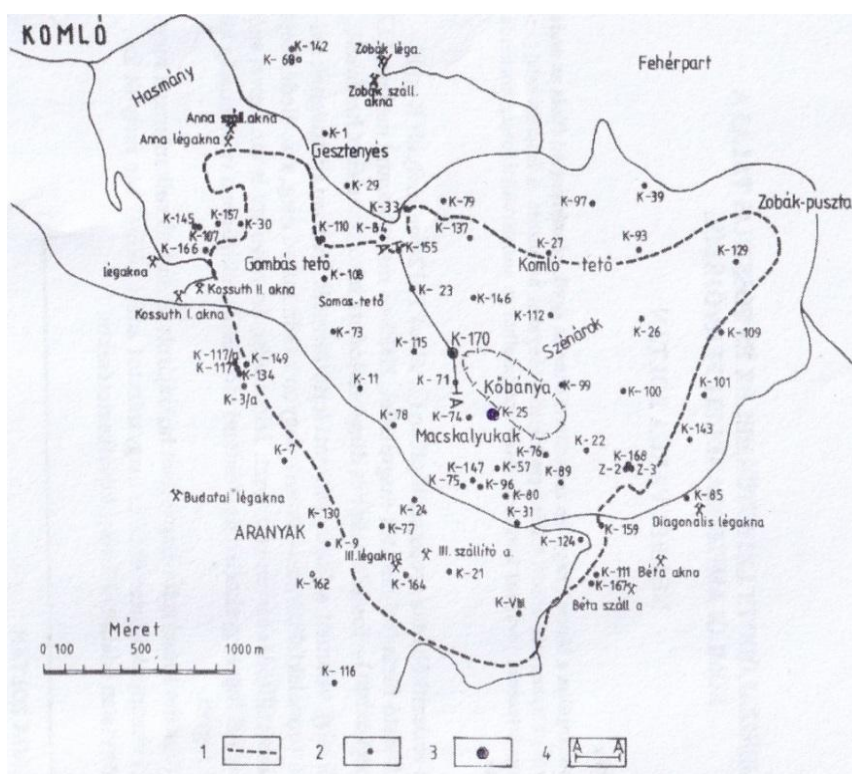 KOMLÓ
K-142
K-68
Zobák léga.
Zobák száll.
akna
Fehérpart
Hasmány
Anna száll. akna
Anna légakna
K-1
Gesztenyés
K-29
K-33
K-79
K-97
K-39
Zobák-puszta
K-145
K-157
K-30
K-107
K-110
K-84
K-137
K-155
K-27
K-93
K-129
K-166
légakna
Gombás tető
Komló tető
K-108
Kossuth II. akna
Kossuth I. akna
Somos-tető
K-23
K-146
K-112
Szénárok
K-26
K-109
K-73
K-170
K-115
K-117/a
K-149
K-117
K-134
K-3/a
K-11
K-71
A
Kőbánya
K-99
K-100
K-101
K-78
K-74
K-25
Macskalyukak
K-143
K-7
K-76
K-22
K-168
Z-2
Z-3
K-147
K-57
K-75
K-96
K-89
K-80
K-85
Budafai légakna
K-24
K-31
Diagonális légakna
K-130
ARANYAK
K-77
K-159
K-9
K-124
III. légakna
III. szállító a.
Béta akna
K-162
K-164
K-21
K-111
K-167
Béta száll. a
K-VII
Méret
0 100 500 1000 m
K-116
1 2 3 4 A A